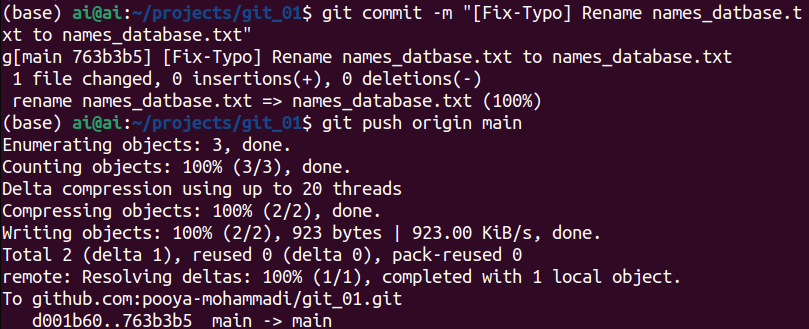 (base) ai@ai:~/projects/git_01$ git commit -m "[Fix-Typo] Rename names_datbase.t
xt to names_database.txt"
g[main 763b3b5] [Fix-Typo] Rename names_datbase.txt to names_database.txt
 1 file changed, 0 insertions(+), 0 deletions(-)
 rename names_datbase.txt => names_database.txt (100%)
(base) ai@ai:~/projects/git_01$ git push origin main
Enumerating objects: 3, done.
Counting objects: 100% (3/3), done.
Delta compression using up to 20 threads
Compressing objects: 100% (2/2), done.
Writing objects: 100% (2/2), 923 bytes | 923.00 KiB/s, done.
Total 2 (delta 1), reused 0 (delta 0), pack-reused 0
remote: Resolving deltas: 100% (1/1), completed with 1 local object.
To github.com:pooya-mohammadi/git_01.git
   d001b60..763b3b5  main -> main